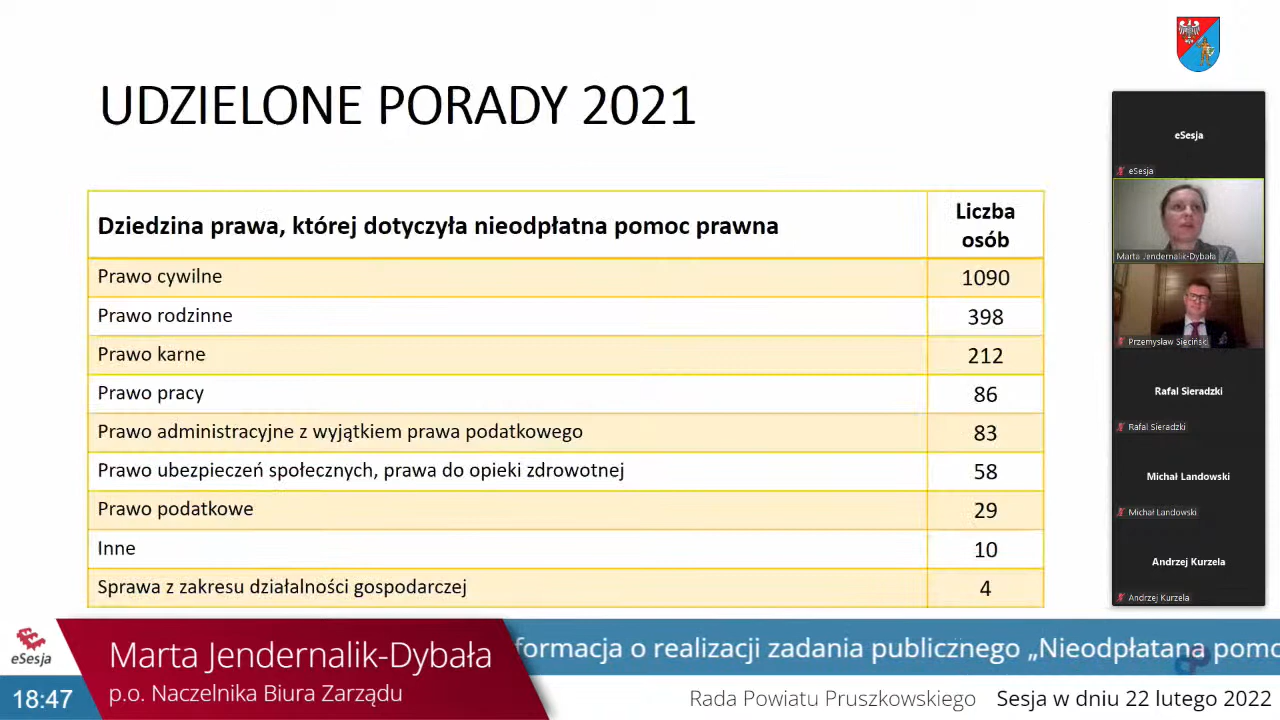 UDZIELONE PORADY 2021
Dziedzina prawa, której dotyczyła nieodpłatna pomoc prawna
Liczba
osób
Prawo cywilne 1090
Prawo rodzinne 398
Prawo karne 212
Prawo pracy 86
Prawo administracyjne z wyjątkiem prawa podatkowego 83
Prawo ubezpieczeń społecznych, prawa do opieki zdrowotnej 58
Prawo podatkowe 29
Inne 10
Sprawa z zakresu działalności gospodarczej 4
eSesja
eSesja
Marta Jendernalik-Dybała
Przemysław Sięciński
Rafał Sieradzki
Rafał Sieradzki
Michał Landowski
Michał Landowski
Andrzej Kurzela
Andrzej Kurzela
eSesja
18:47
Marta Jendernalik-Dybała
p.o. Naczelnika Biura Zarządu
formacja o realizacji zadania publicznego „Nieodpłatana pomo
Rada Powiatu Pruszkowskiego Sesja w dniu 22 lutego 2022